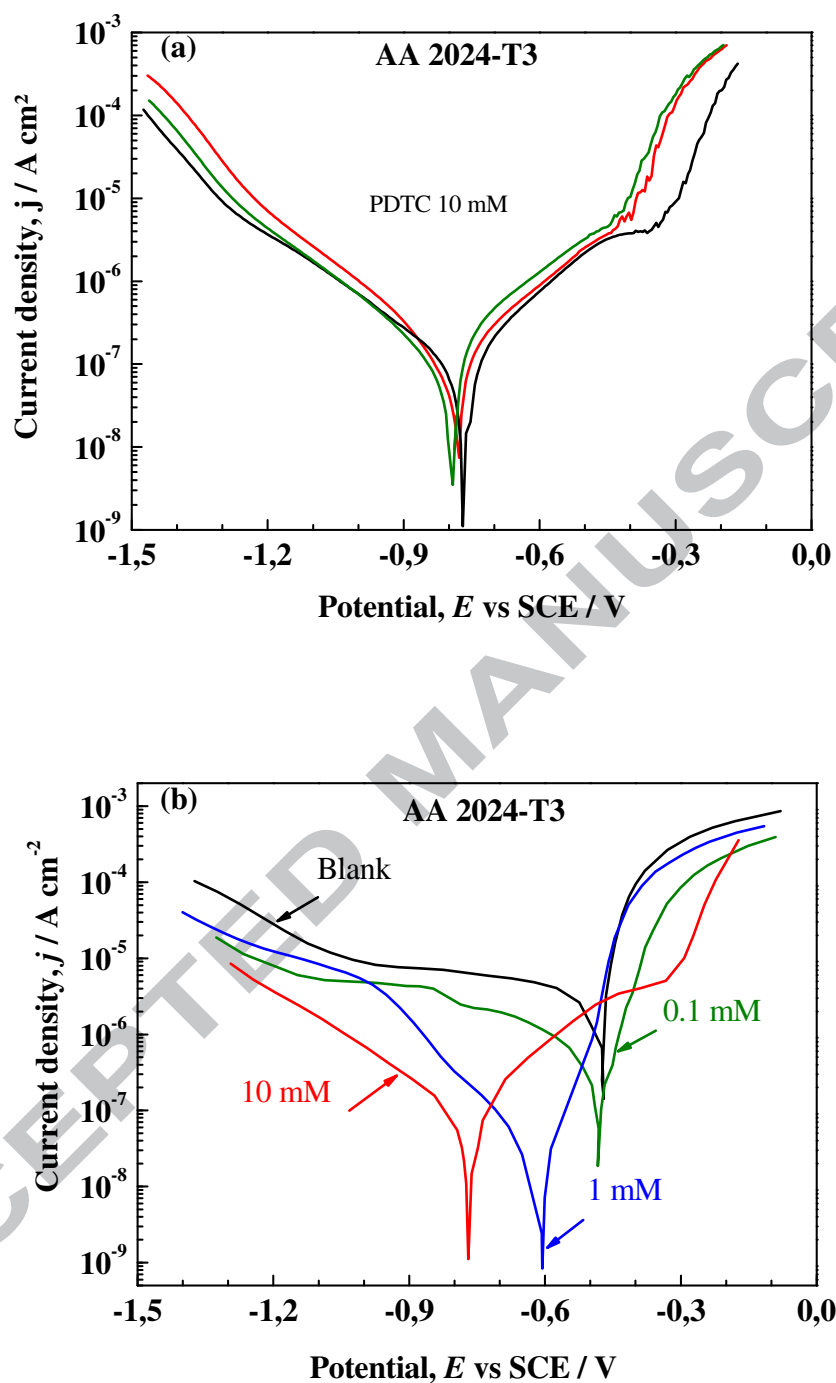 (a)
AA 2024-T3
PDTC 10 mM
10⁻³
10⁻⁴
10⁻⁵
10⁻⁶
10⁻⁷
10⁻⁸
10⁻⁹
Current density, j / A cm²
-1,5 -1,2 -0,9 -0,6 -0,3 0,0
Potential, E vs SCE / V
(b)
AA 2024-T3
Blank
0.1 mM
10 mM
1 mM
10⁻³
10⁻⁴
10⁻⁵
10⁻⁶
10⁻⁷
10⁻⁸
10⁻⁹
Current density, j / A cm⁻²
-1,5 -1,2 -0,9 -0,6 -0,3 0,0
Potential, E vs SCE / V
CEPTED MANUSC